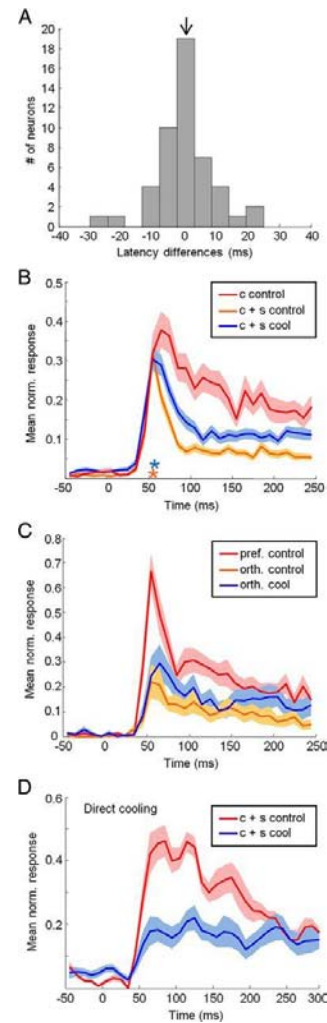 A
20
18
16
14
12
10
8
6
4
2
0
# of neurons
-40 -30 -20 -10 0 10 20 30 40
Latency differences (ms)
B
0.5
0.4
0.3
0.2
0.1
Mean norm. response
c control
c + s control
c + s cool
*
*
-50 0 50 100 150 200 250
Time (ms)
C
0.8
0.7
0.6
0.5
0.4
0.3
0.2
0.1
0
Mean norm. response
pref. control
orth. control
orth. cool
-50 0 50 100 150 200 250
Time (ms)
D
Direct cooling
0.6
0.4
0.2
Mean norm. response
c + s control
c + s cool
-50 0 50 100 150 200 250 300
Time (ms)